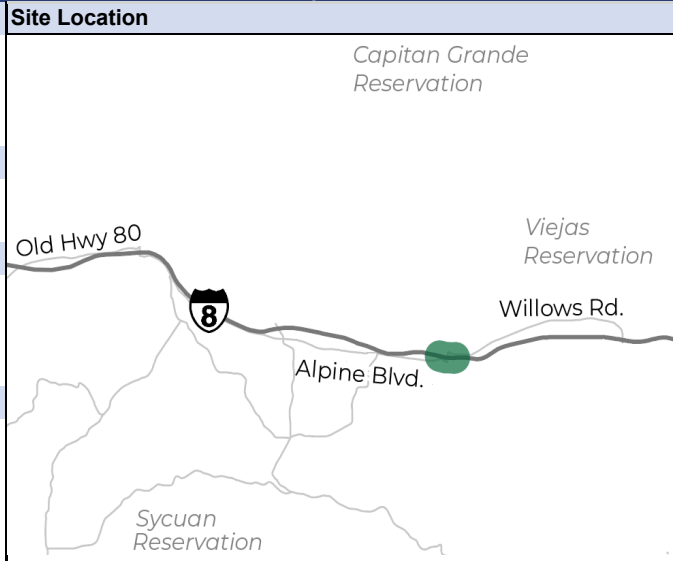 Site Location
Capitan Grande
Reservation
Viejas
Reservation
Old Hwy 80
Willows Rd.
8
Alpine Blvd.
Sycuan
Reservation